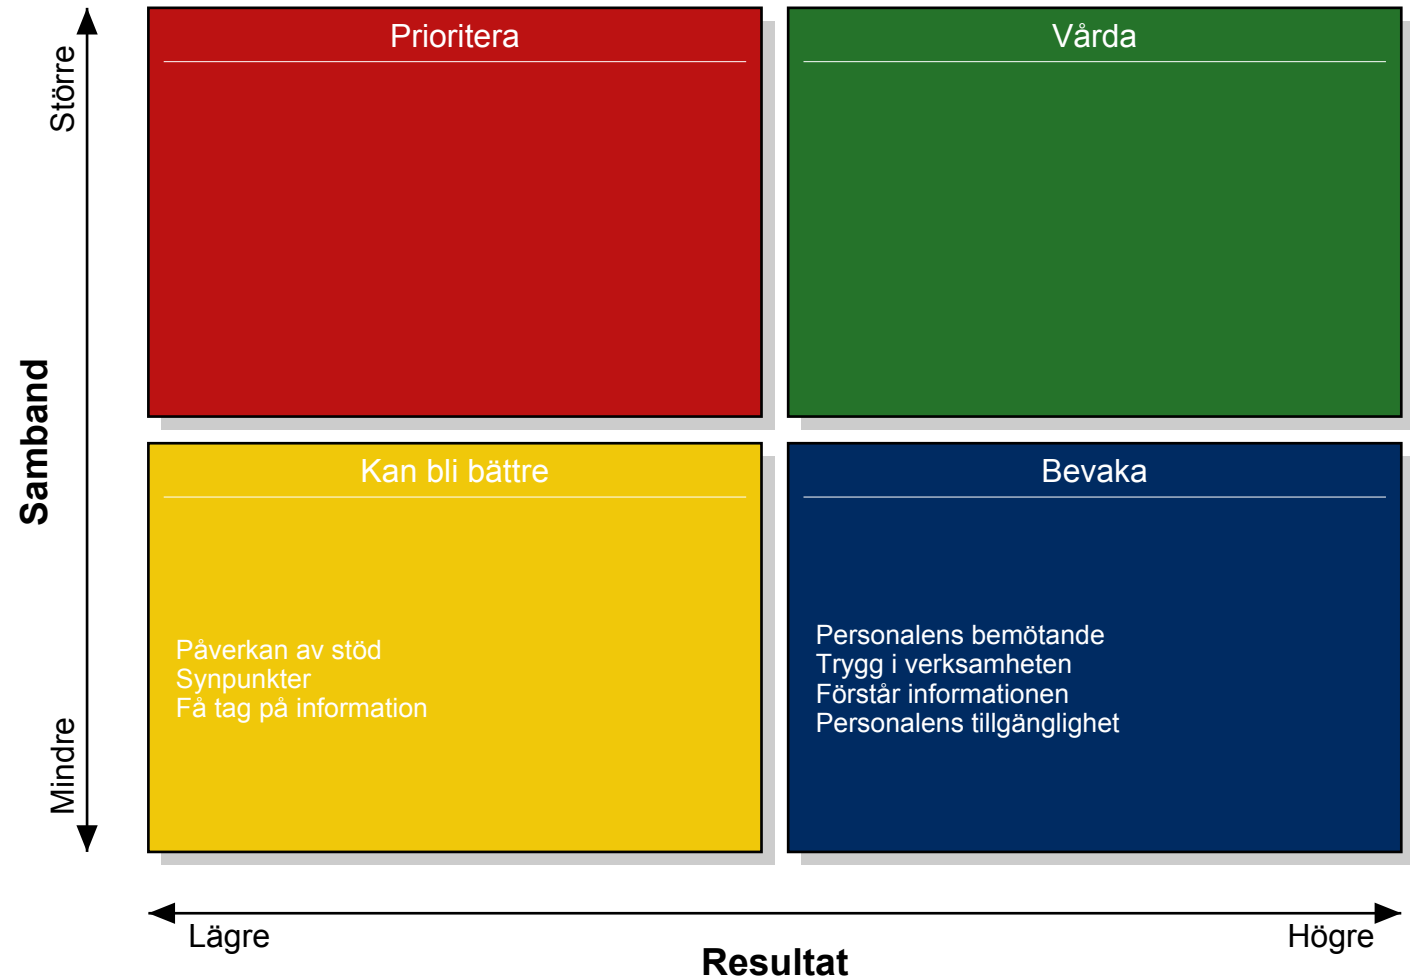 Större
Samband
Mindre
Prioritera
Vårda
Kan bli bättre
Påverkan av stöd
Synpunkter
Få tag på information
Bevaka
Personalens bemötande
Trygg i verksamheten
Förstår informationen
Personalens tillgänglighet
Lägre
Resultat
Högre